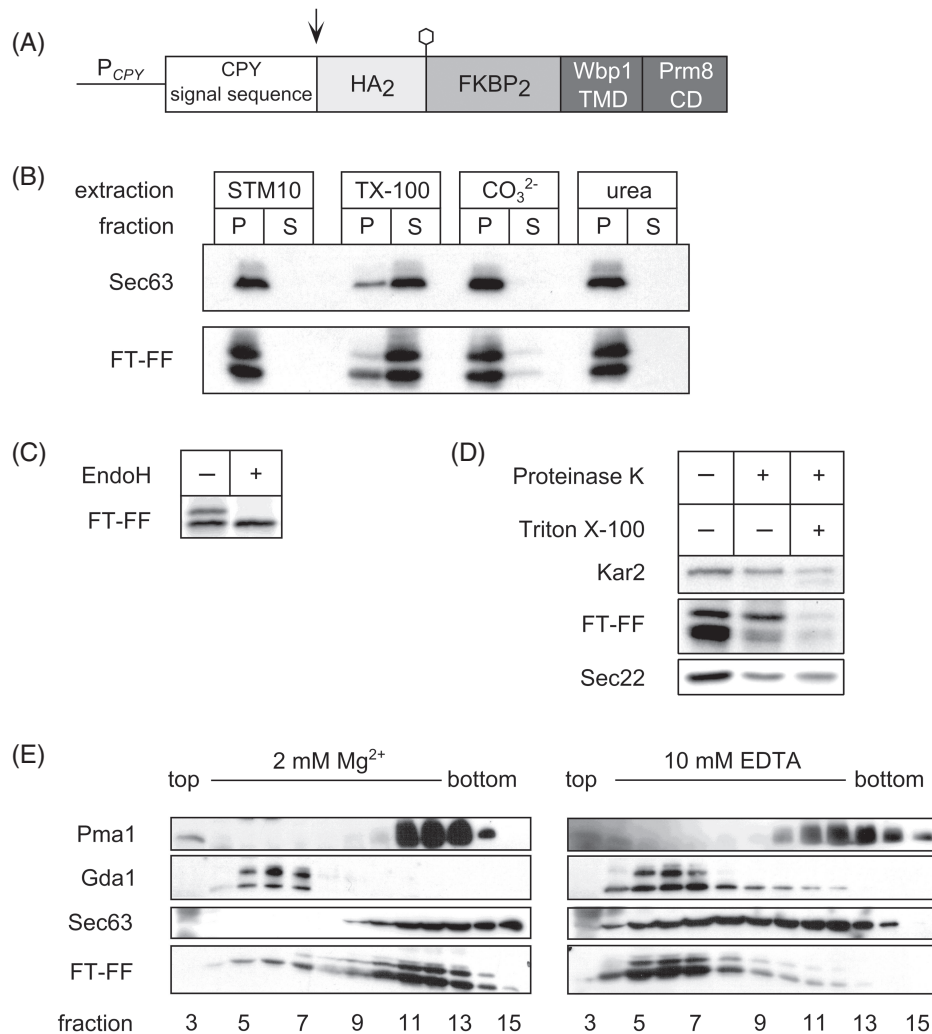 (A)
P_CPY
CPY
signal sequence
HA2
FKBP2
Wbp1
TMD
Prm8
CD
(B)
extraction STM10 TX-100 CO3 2- urea
fraction P S P S P S P S
Sec63
FT-FF
(C)
EndoH – +
FT-FF
(D)
Proteinase K – + +
Triton X-100 – – +
Kar2
FT-FF
Sec22
(E)
2 mM Mg2+ 10 mM EDTA
top bottom top bottom
Pma1
Gda1
Sec63
FT-FF
fraction 3 5 7 9 11 13 15 3 5 7 9 11 13 15